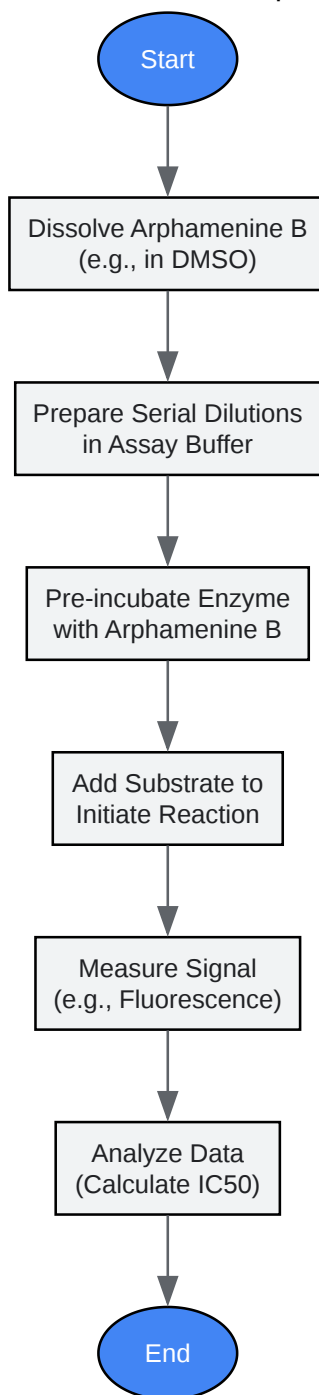 Start
Dissolve Arphamenine B
(e.g., in DMSO)
Prepare Serial Dilutions
in Assay Buffer
Pre-incubate Enzyme
with Arphamenine B
Add Substrate to
Initiate Reaction
Measure Signal
(e.g., Fluorescence)
Analyze Data
(Calculate IC50)
End